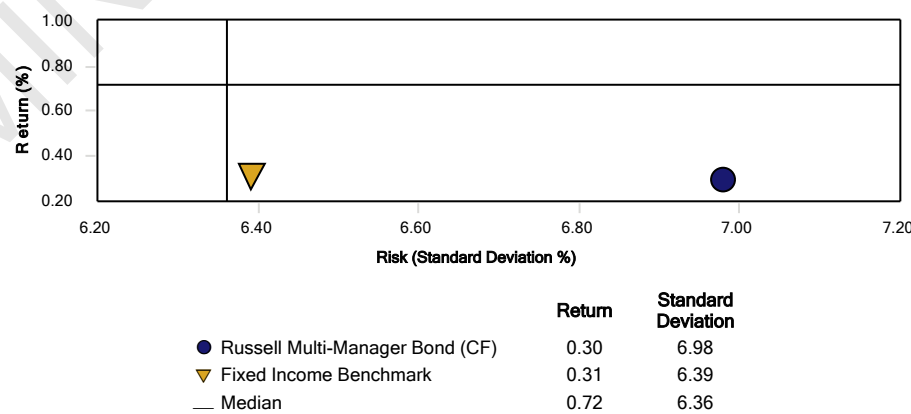 1.00
0.80
0.60
0.40
0.20
Return (%)
6.20 6.40 6.60 6.80 7.00 7.20
Risk (Standard Deviation %)
Return Standard Deviation
Russell Multi-Manager Bond (CF) 0.30 6.98
Fixed Income Benchmark 0.31 6.39
Median 0.72 6.36